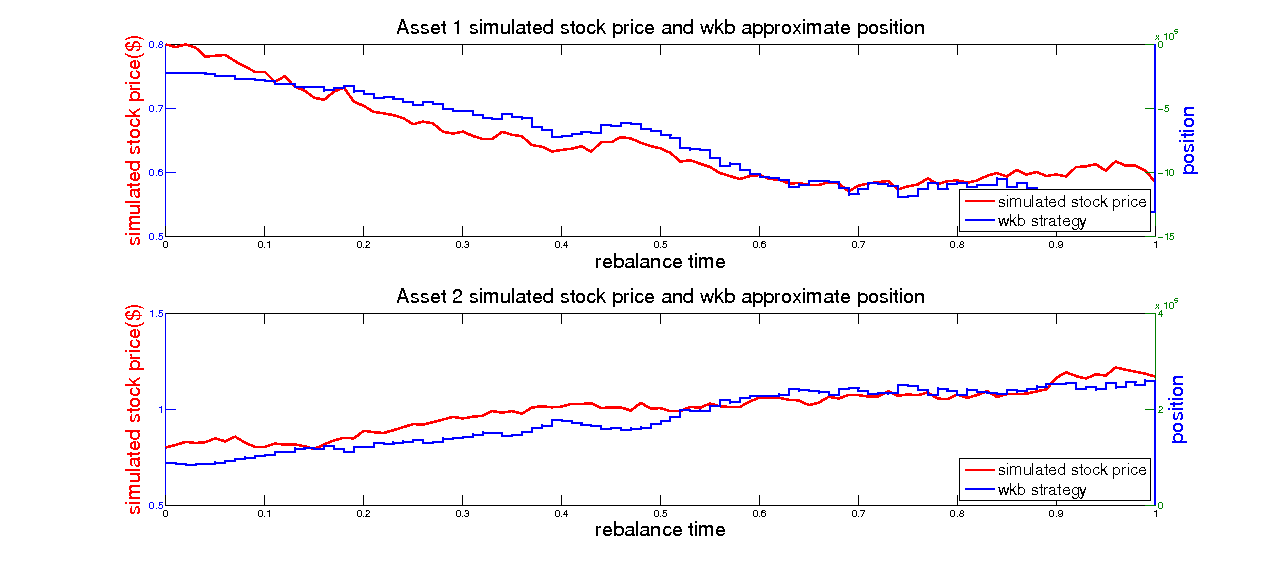 Asset 1 simulated stock price and wkb approximate position
x 10
simulated stock price($)
0.8
0.7
0.6
0.5
0
-5
-10
-15
position
simulated stock price
wkb strategy
0 0.1 0.2 0.3 0.4 0.5 0.6 0.7 0.8 0.9 1
rebalance time
Asset 2 simulated stock price and wkb approximate position
x 10
simulated stock price($)
1.5
1
0.5
4
2
0
position
simulated stock price
wkb strategy
0 0.1 0.2 0.3 0.4 0.5 0.6 0.7 0.8 0.9 1
rebalance time